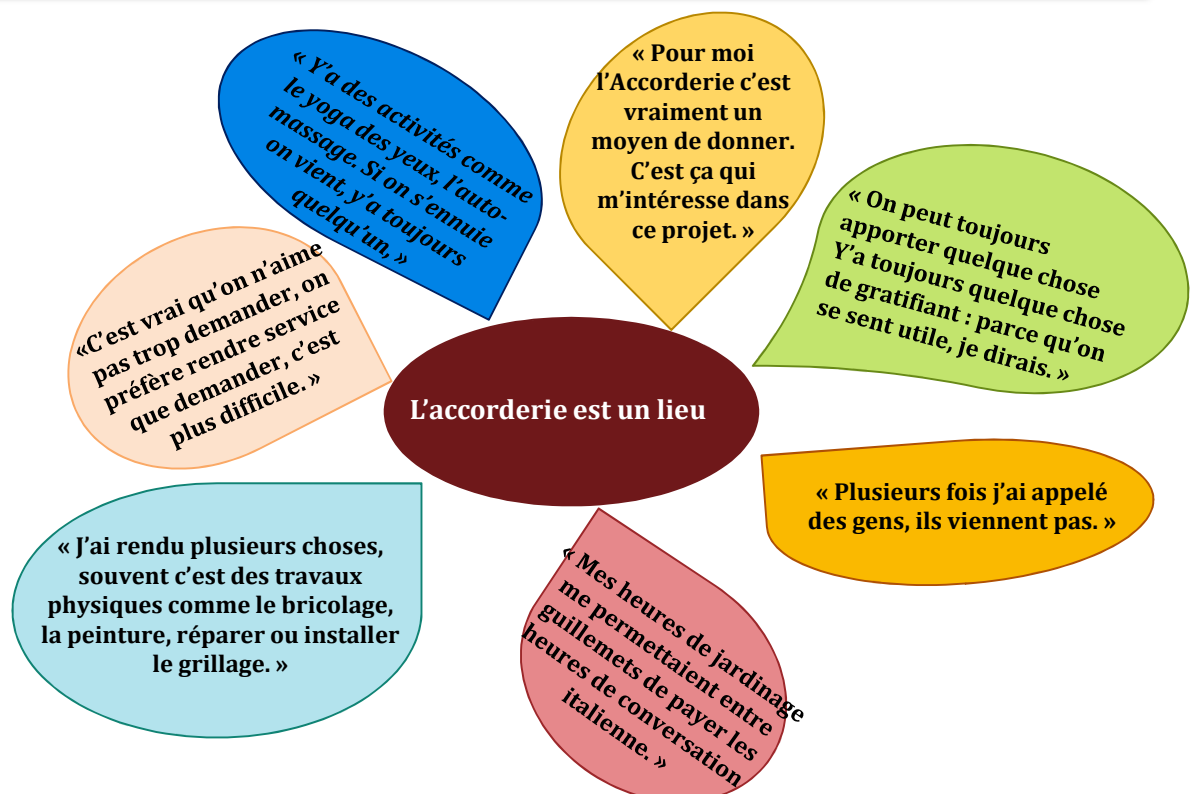 « Y'a des activités comme
le yoga des yeux, l'auto-
massage. Si on s'ennuie
on vient, y'a toujours
quelqu'un, »
« Pour moi
l'Accorderie c'est
vraiment un
moyen de donner.
C'est ça qui
m'intéresse dans
ce projet. »
« On peut toujours
apporter quelque chose
Y'a toujours quelque chose
de gratifiant : parce qu'on
se sent utile, je dirais. »
«C'est vrai qu'on n'aime
pas trop demander, on
préfère rendre service
que demander, c'est
plus difficile. »
L'accorderie est un lieu
« Plusieurs fois j'ai appelé
des gens, ils viennent pas. »
« J'ai rendu plusieurs choses,
souvent c'est des travaux
physiques comme le bricolage,
la peinture, réparer ou installer
le grillage. »
« Mes heures de jardinage
me permettaient entre
guillemets de payer les
heures de conversation
italienne. »